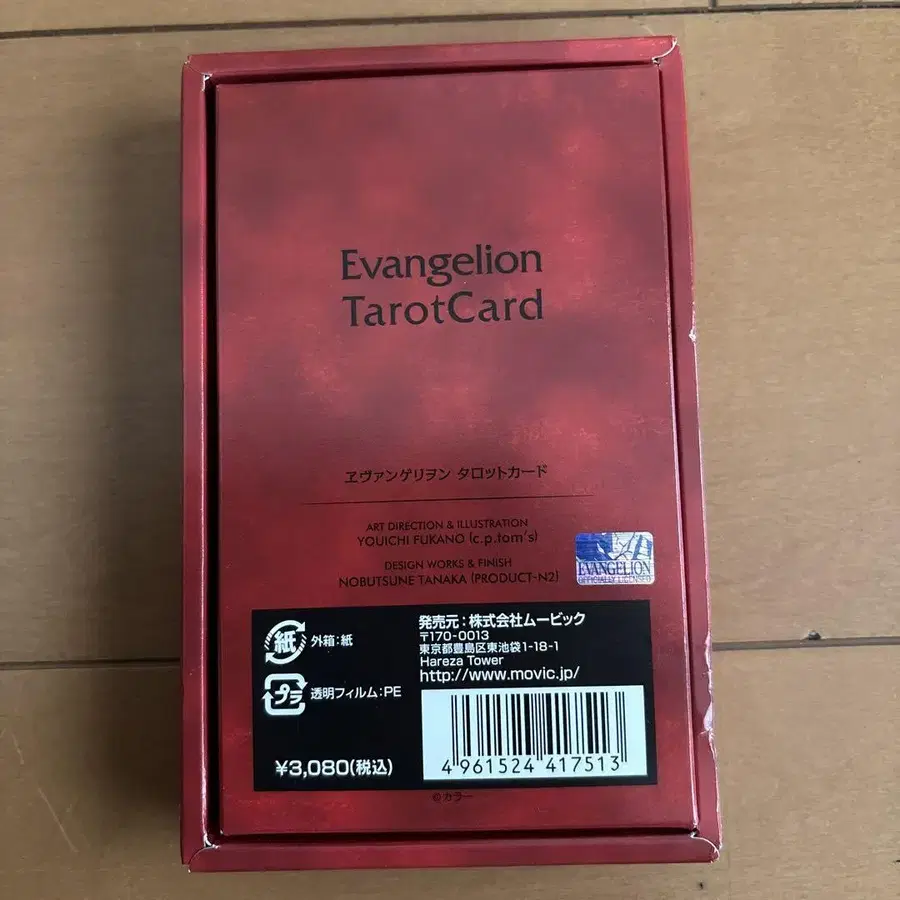 Evangelion
TarotCard
ヱヴァンゲリヲン タロットカード
ART DIRECTION & ILLUSTRATION
YOUICHI FUKANO (c.p.tom's)
DESIGN WORKS & FINISH
NOBUTSUNE TANAKA (PRODUCT-N2)
EVANGELION
OFFICIALLY LICENSED
紙
外箱:紙
プラ
透明フィルム:PE
¥3,080(税込)
発売元:株式会社ムービック
〒170-0013
東京都豊島区東池袋1-18-1
Hareza Tower
http://www.movic.jp/
4 961524 417513
©カラー